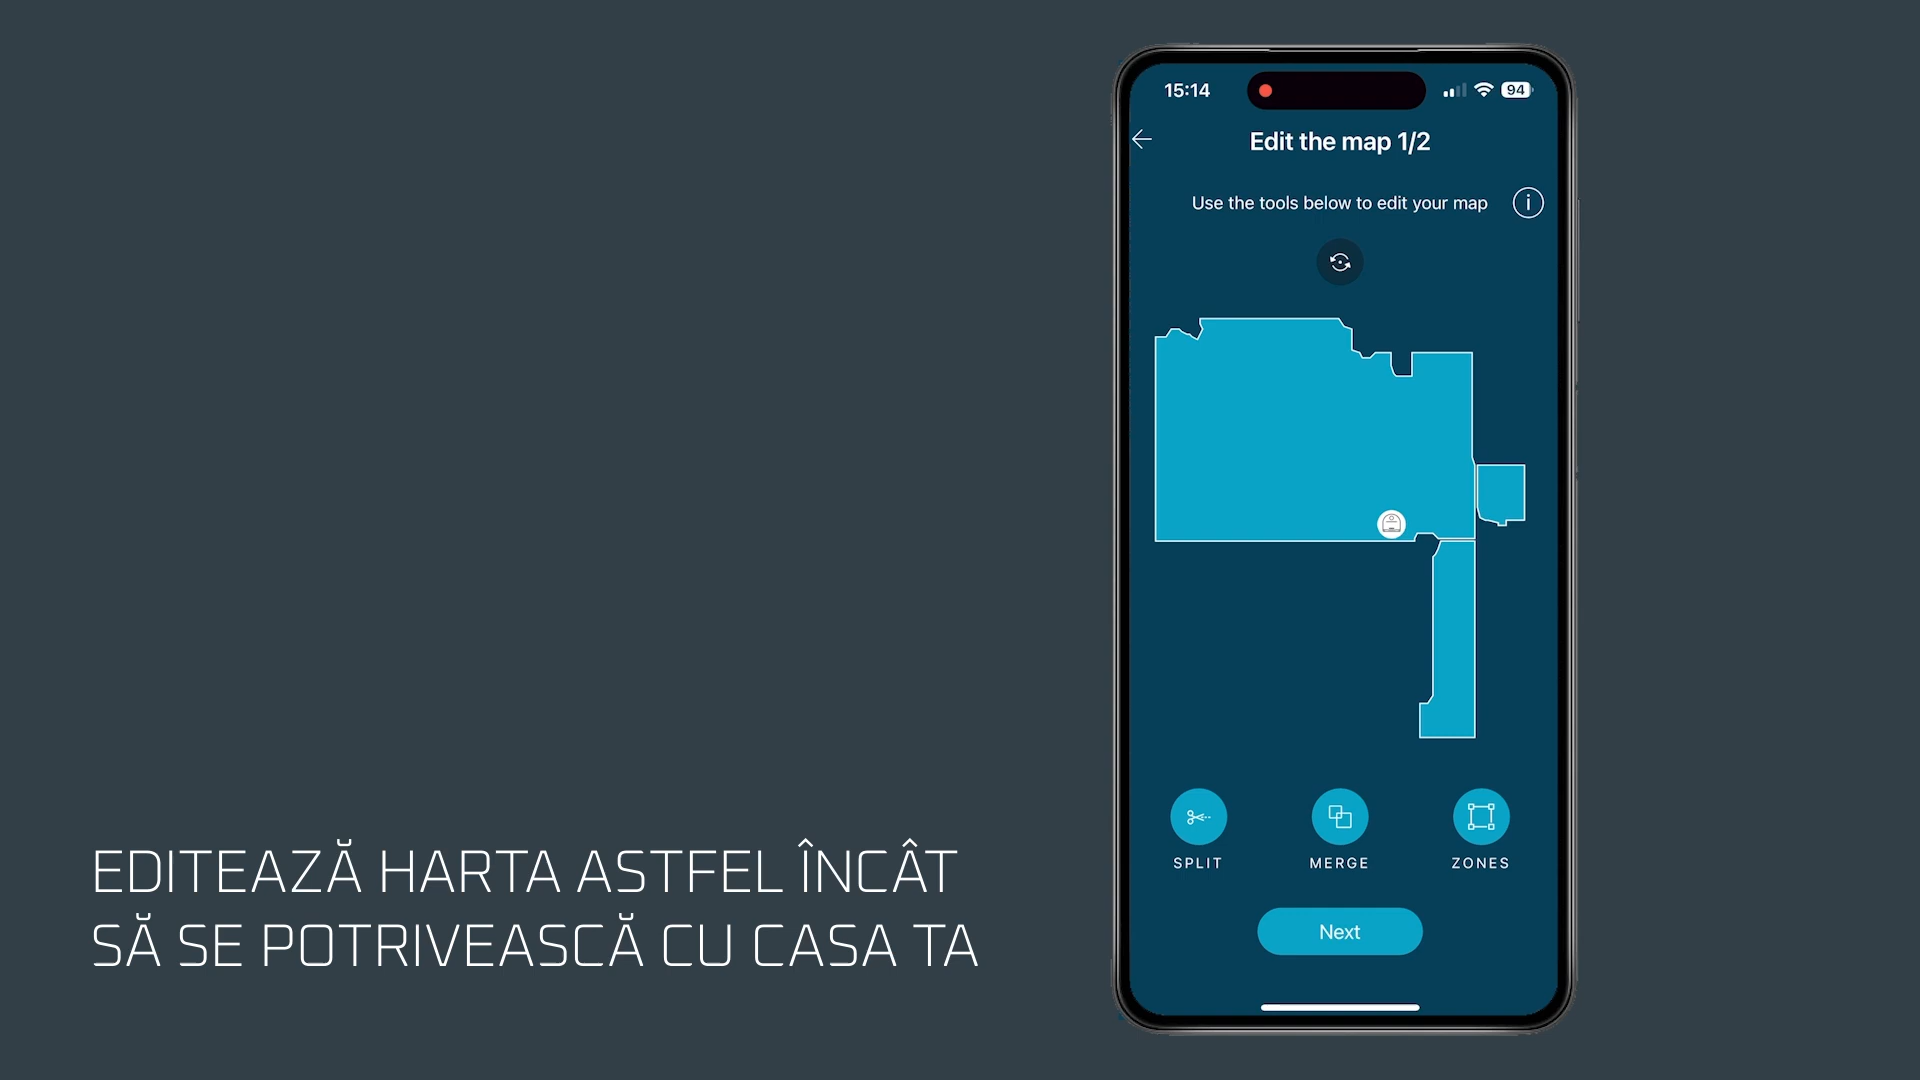 15:14
94
Edit the map 1/2
Use the tools below to edit your map
SPLIT
MERGE
ZONES
Next
EDITEAZĂ HARTA ASTFEL ÎNCÂT
SĂ SE POTRIVEASCĂ CU CASA TA